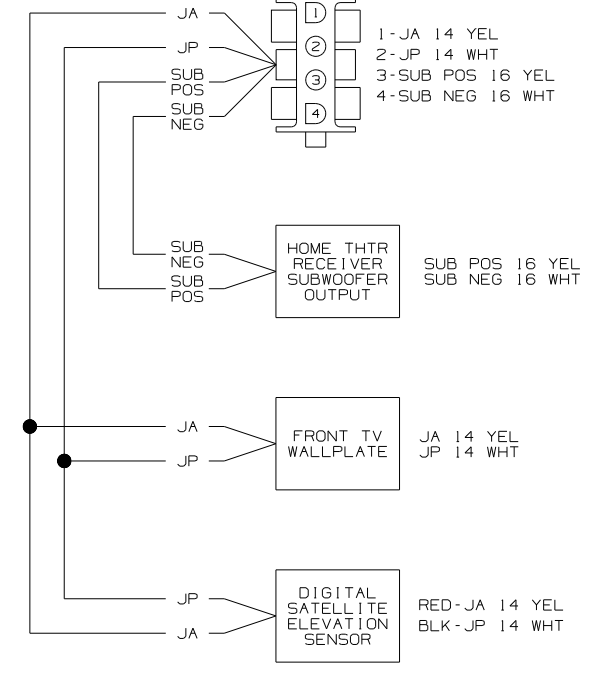 JA
JP
SUB
POS
SUB
NEG
1
2
3
4
1-JA 14 YEL
2-JP 14 WHT
3-SUB POS 16 YEL
4-SUB NEG 16 WHT
SUB
NEG
SUB
POS
HOME THTR
RECEIVER
SUBWOOFER
OUTPUT
SUB POS 16 YEL
SUB NEG 16 WHT
JA
JP
FRONT TV
WALLPLATE
JA 14 YEL
JP 14 WHT
JP
JA
DIGITAL
SATELLITE
ELEVATION
SENSOR
RED-JA 14 YEL
BLK-JP 14 WHT